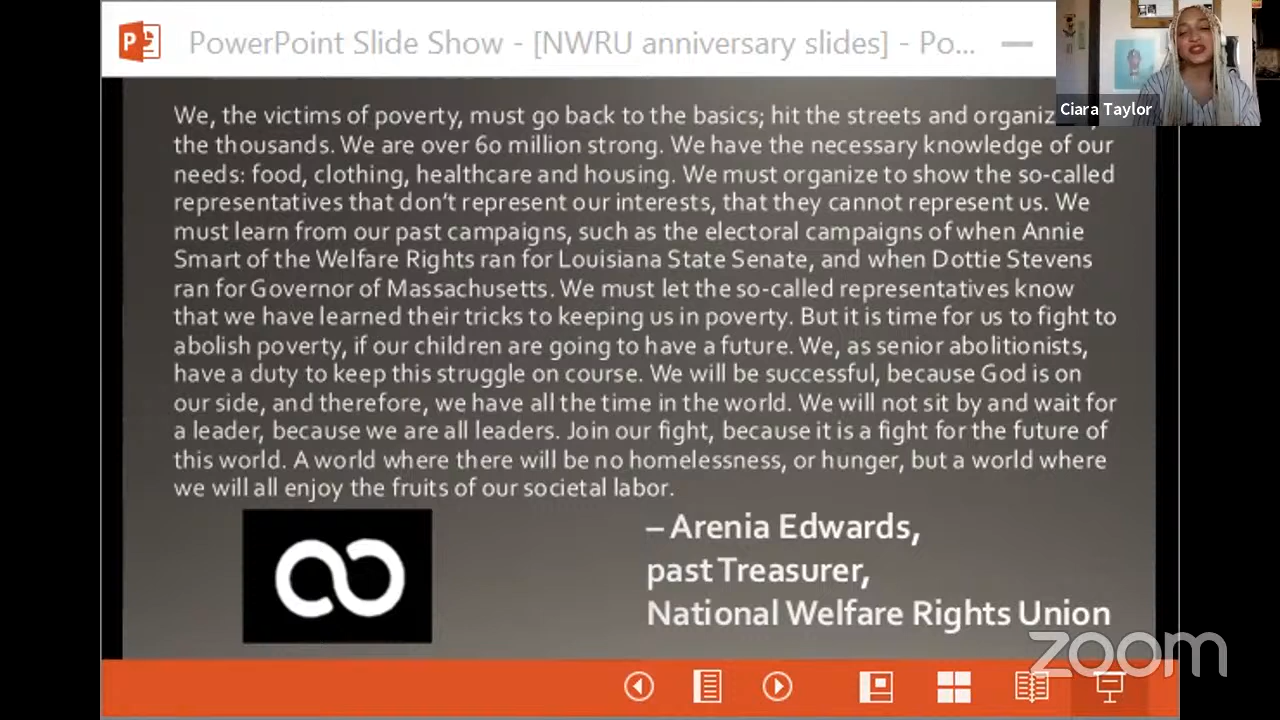 PowerPoint Slide Show - [NWRU anniversary slides] - Po...
Ciara Taylor
We, the victims of poverty, must go back to the basics; hit the streets and organiz
the thousands. We are over 60 million strong. We have the necessary knowledge of our
needs: food, clothing, healthcare and housing. We must organize to show the so-called
representatives that don't represent our interests, that they cannot represent us. We
must learn from our past campaigns, such as the electoral campaigns of when Annie
Smart of the Welfare Rights ran for Louisiana State Senate, and when Dottie Stevens
ran for Governor of Massachusetts. We must let the so-called representatives know
that we have learned their tricks to keeping us in poverty. But it is time for us to fight to
abolish poverty, if our children are going to have a future. We, as senior abolitionists,
have a duty to keep this struggle on course. We will be successful, because God is on
our side, and therefore, we have all the time in the world. We will not sit by and wait for
a leader, because we are all leaders. Join our fight, because it is a fight for the future of
this world. A world where there will be no homelessness, or hunger, but a world where
we will all enjoy the fruits of our societal labor.
– Arenia Edwards,
past Treasurer,
National Welfare Rights Union
zoom